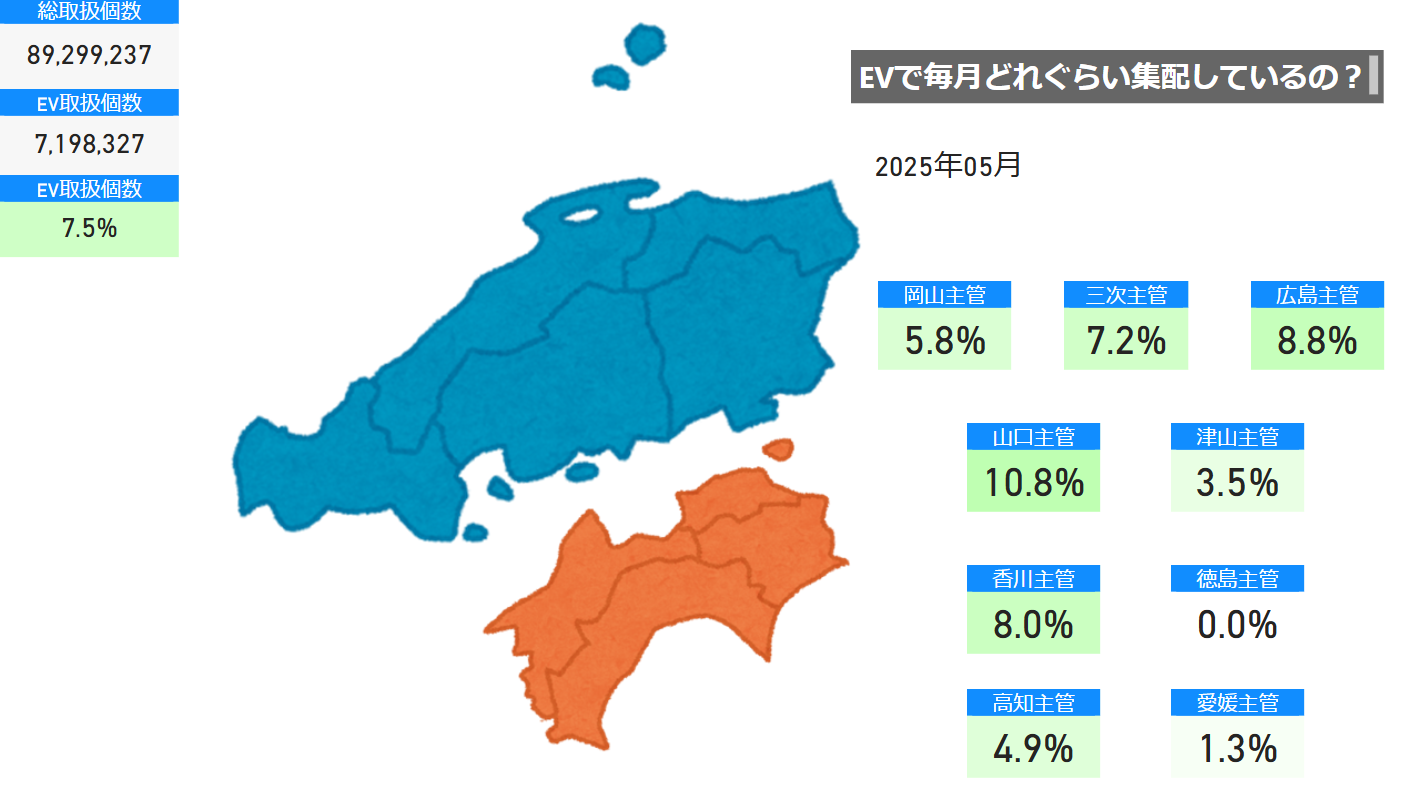 総取扱個数
89,299,237
EV取扱個数
7,198,327
EV取扱個数
7.5%
EVで毎月どれぐらい集配しているの？
2025年05月
岡山主管
5.8%
三次主管
7.2%
広島主管
8.8%
山口主管
10.8%
津山主管
3.5%
香川主管
8.0%
徳島主管
0.0%
高知主管
4.9%
愛媛主管
1.3%